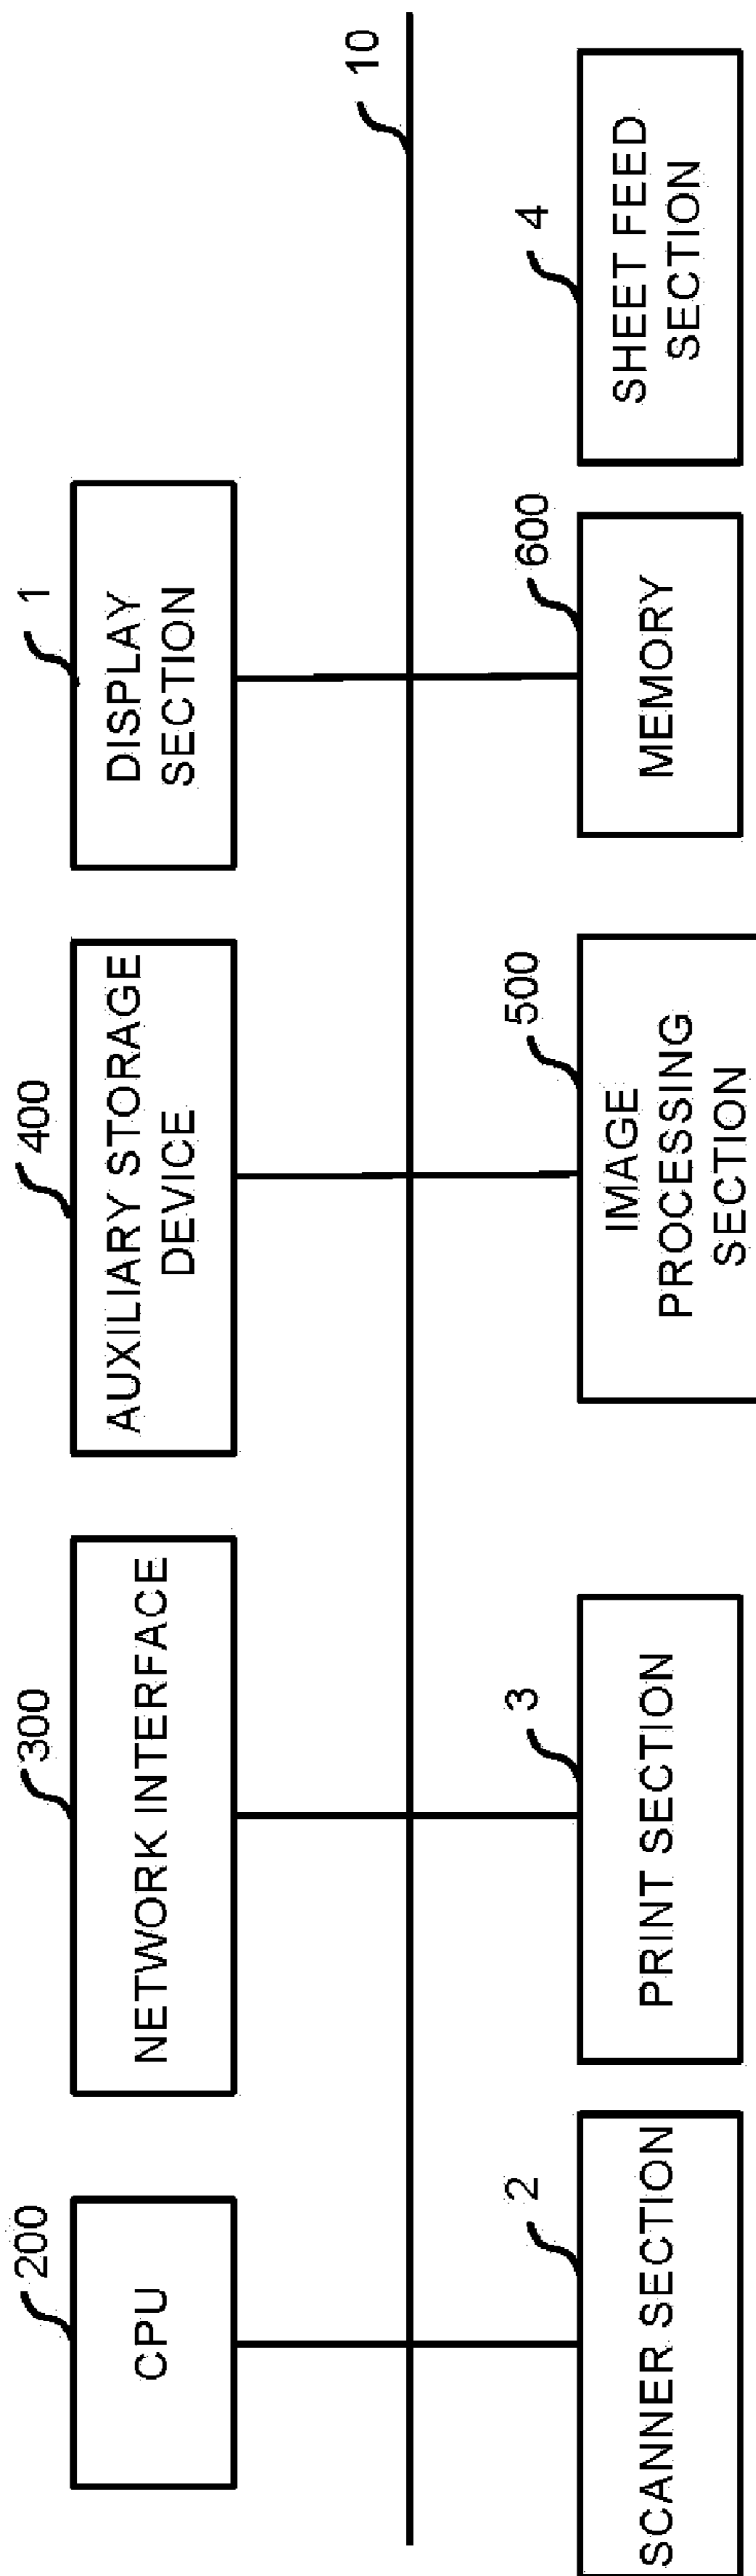 200
CPU
300
NETWORK INTERFACE
400
AUXILIARY STORAGE
DEVICE
1
DISPLAY
SECTION
10
2
SCANNER SECTION
3
PRINT SECTION
500
IMAGE
PROCESSING
SECTION
600
MEMORY
4
SHEET FEED
SECTION